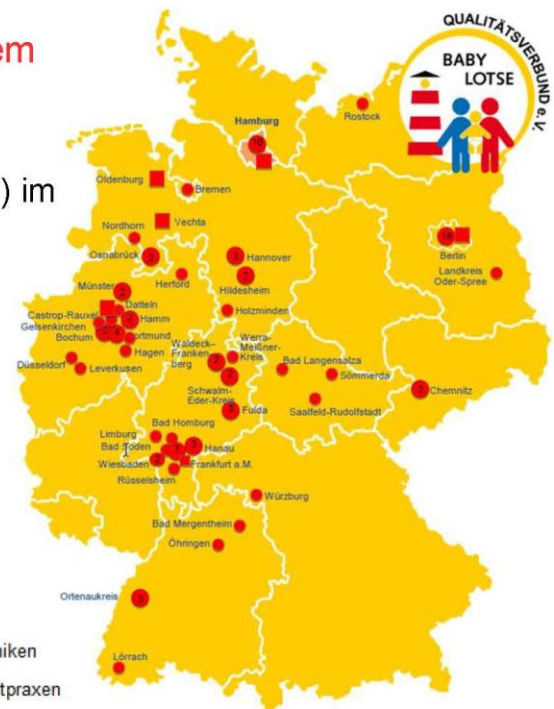 em
) im
QUALITÄTSVERBUND e.V.
BABY
LOTSE
Rostock
Hamburg
10
Oldenburg
Bremen
Nordhorn
Vechta
Osnabrück
2
Hannover
Herford
Hildesheim
Berlin
Landkreis
Oder-Spree
Münster
2
Datteln
Castrop-Rauxel
Hamm
Gelsenkirchen
Bochum
Dortmund
Hagen
Holzminden
Düsseldorf
Leverkusen
Waldeck-
Franken
berg
Werra-
Meißner-
Kreis
Bad Langensalza
Sömmerda
Schwalm-
Eder-Kreis
Saalfeld-Rudolfstadt
Chemnitz
Fulda
Bad Homburg
Limburg
Bad Soden
Hanau
Wiesbaden
Frankfurt a.M.
Rüsselsheim
Würzburg
Bad Mergentheim
Öhringen
Ortenaukreis
Lörrach
niken
tpraxen